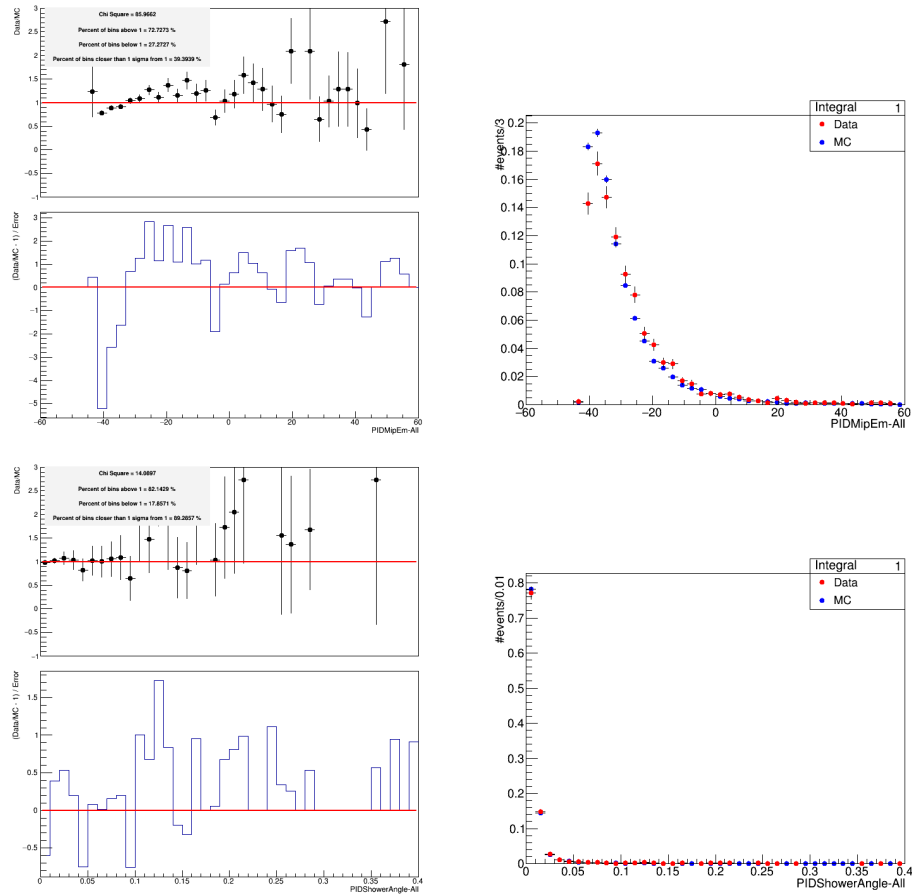 Data/MC
Chi Square = 85.9662
Percent of bins above 1 = 72.7273 %
Percent of bins below 1 = 27.2727 %
Percent of bins closer than 1 sigma from 1 = 39.3939 %
3
2.5
2
1.5
1
0.5
0
−0.5
−1
(Data/MC - 1) / Error
3
2
1
0
−1
−2
−3
−4
−5
−60 −40 −20 0 20 40 60
PIDMipEm-All
#events/3
Integral 1
Data
MC
0.2
0.18
0.16
0.14
0.12
0.1
0.08
0.06
0.04
0.02
−60 −40 −20 0 20 40 60
PIDMipEm-All
Data/MC
Chi Square = 14.0897
Percent of bins above 1 = 82.1429 %
Percent of bins below 1 = 17.8571 %
Percent of bins closer than 1 sigma from 1 = 89.2857 %
3
2.5
2
1.5
1
0.5
0
−0.5
−1
(Data/MC - 1) / Error
1.5
1
0.5
0
−0.5
0 0.05 0.1 0.15 0.2 0.25 0.3 0.35 0.4
PIDShowerAngle-All
#events/0.01
Integral 1
Data
MC
0.8
0.7
0.6
0.5
0.4
0.3
0.2
0.1
0
0 0.05 0.1 0.15 0.2 0.25 0.3 0.35 0.4
PIDShowerAngle-All